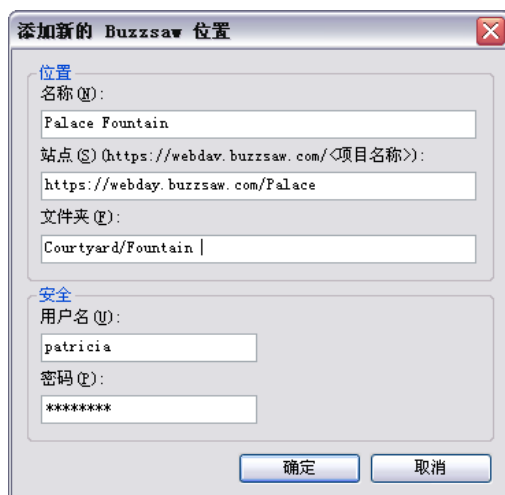 添加新的 Buzzsaw 位置
位置
名称(N):
Palace Fountain
站点(S)(https://webdav.buzzsaw.com/<项目名称>):
https://webday.buzzsaw.com/Palace
文件夹(F):
Courtyard/Fountain
安全
用户名(U):
patricia
密码(P):
********
确定
取消